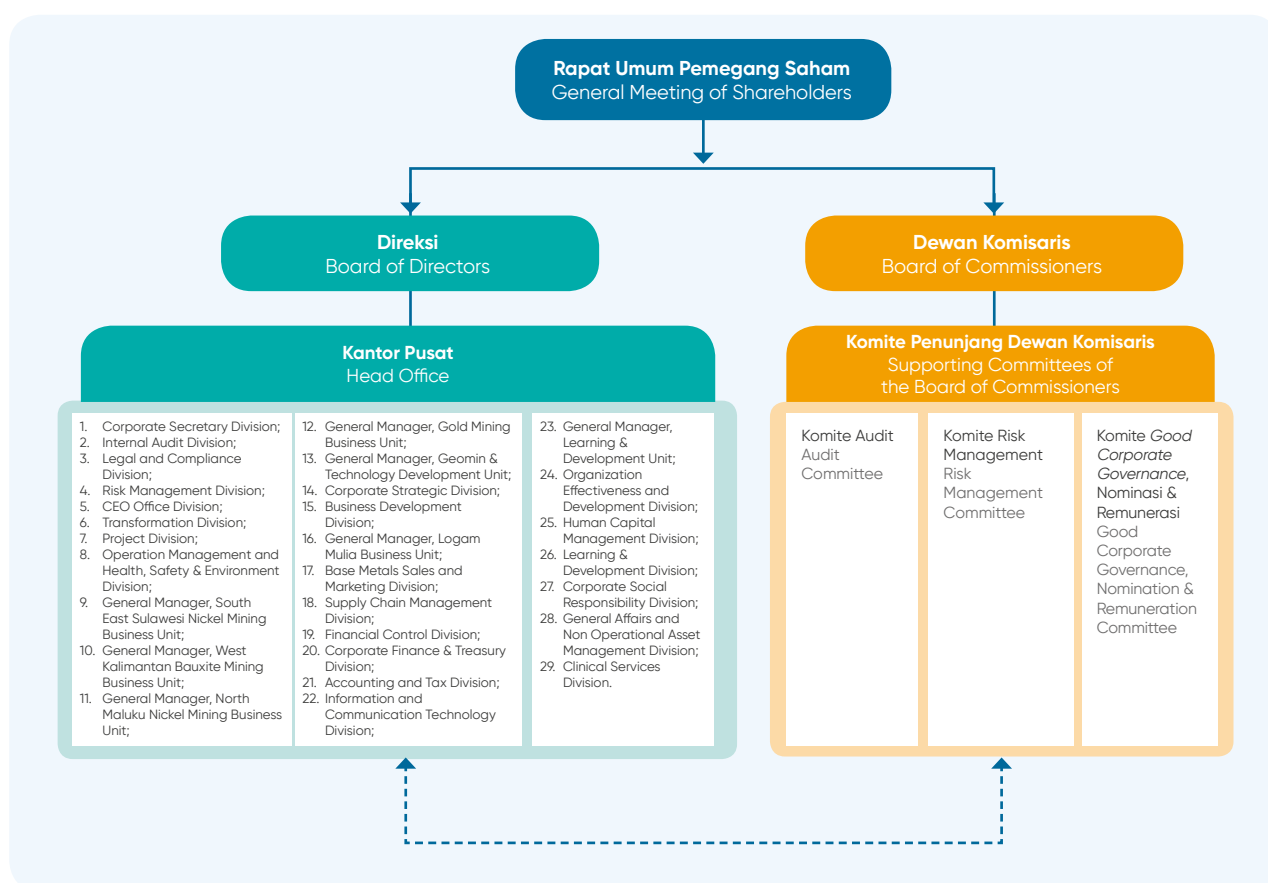 Rapat Umum Pemegang Saham
General Meeting of Shareholders
Direksi
Board of Directors
Dewan Komisaris
Board of Commissioners
Kantor Pusat
Head Office
Komite Penunjang Dewan Komisaris
Supporting Committees of
the Board of Commissioners
1. Corporate Secretary Division;
2. Internal Audit Division;
3. Legal and Compliance
Division;
4. Risk Management Division;
5. CEO Office Division;
6. Transformation Division;
7. Project Division;
8. Operation Management and
Health, Safety & Environment
Division;
9. General Manager, South
East Sulawesi Nickel Mining
Business Unit;
10. General Manager, West
Kalimantan Bauxite Mining
Business Unit;
11. General Manager, North
Maluku Nickel Mining Business
Unit;
12. General Manager, Gold Mining
Business Unit;
13. General Manager, Geomin &
Technology Development Unit;
14. Corporate Strategic Division;
15. Business Development
Division;
16. General Manager, Logam
Mulia Business Unit;
17. Base Metals Sales and
Marketing Division;
18. Supply Chain Management
Division;
19. Financial Control Division;
20. Corporate Finance & Treasury
Division;
21. Accounting and Tax Division;
22. Information and
Communication Technology
Division;
23. General Manager,
Learning &
Development Unit;
24. Organization
Effectiveness and
Development Division;
25. Human Capital
Management Division;
26. Learning &
Development Division;
27. Corporate Social
Responsibility Division;
28. General Affairs and
Non Operational Asset
Management Division;
29. Clinical Services
Division.
Komite Audit
Audit
Committee
Komite Risk
Management
Risk
Management
Committee
Komite Good
Corporate
Governance,
Nominasi &
Remunerasi
Good
Corporate
Governance,
Nomination &
Remuneration
Committee